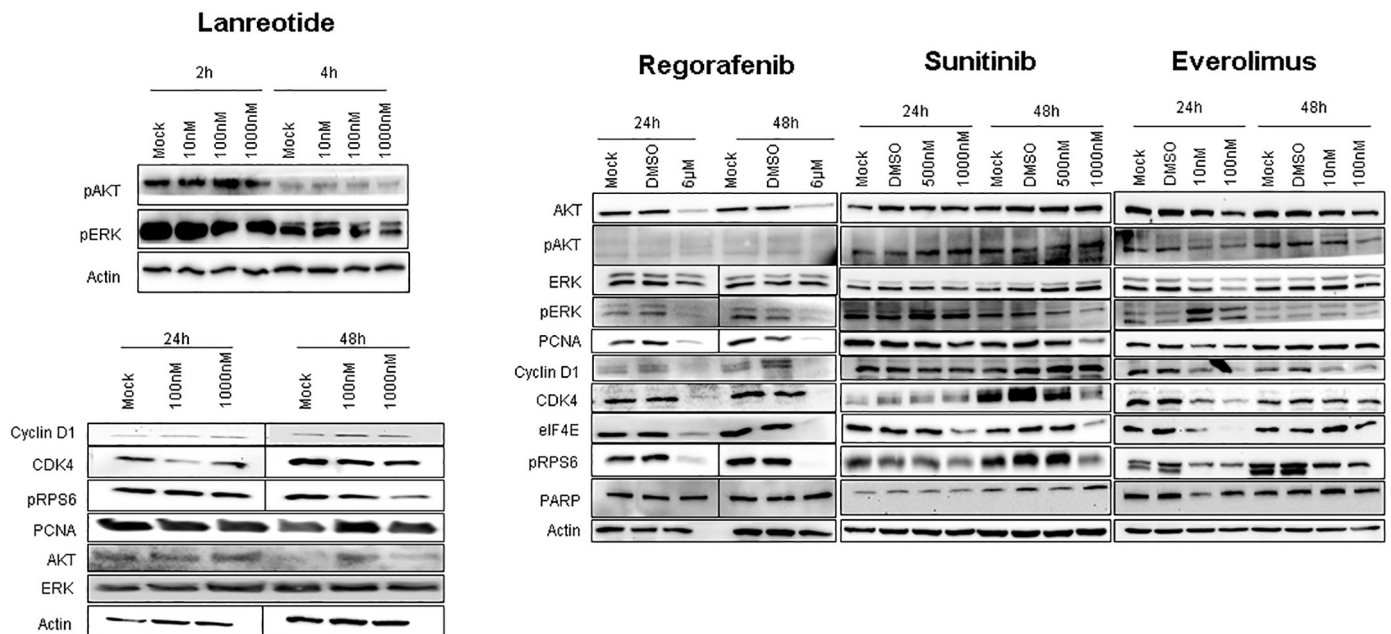 Lanreotide
2h 4h
Mock 10nM 100nM 1000nM Mock 10nM 100nM 1000nM
pAKT
pERK
Actin
24h 48h
Mock 100nM 1000nM Mock 100nM 1000nM
Cyclin D1
CDK4
pRPS6
PCNA
AKT
ERK
Actin
Regorafenib Sunitinib Everolimus
24h 48h 24h 48h 24h 48h
Mock DMSO 6µM Mock DMSO 6µM Mock DMSO 500nM 1000nM Mock DMSO 500nM 1000nM Mock DMSO 10nM 100nM Mock DMSO 10nM 100nM
AKT
pAKT
ERK
pERK
PCNA
Cyclin D1
CDK4
eIF4E
pRPS6
PARP
Actin